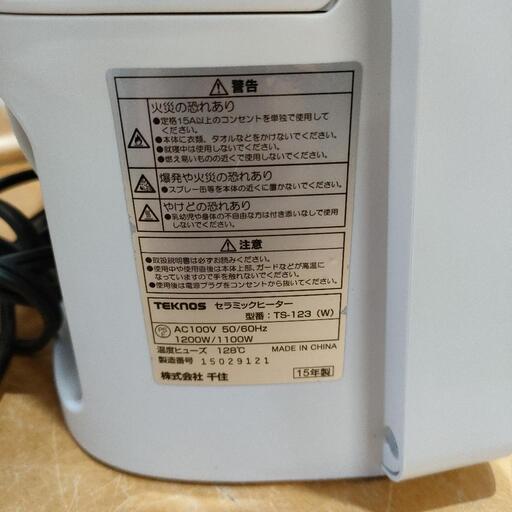 ⚠ 警告
火災の恐れあり
●定格15A以上のコンセントを単独で使用して
ください。
●本体に衣類、タオルなどをかけないでください。
●就寝中は使用しないでください。
●燃え易いものの近くで使用しないでください。
爆発や火災の恐れあり
●スプレー缶等を本体の近くに置かないでください。
やけどの恐れあり
●乳幼児や身体の不自由な方は付き添いなしで使用
しないでください。
⚠ 注意
●取扱説明書は必ずお読みください。
●使用中や使用直後は本体上部、ガードなどが高温に
なっていますので手を触れないでください。
●使用後は電源プラグをコンセントから抜いてください。
TEKNOS セラミックヒーター
型番：TS-123（W）
PSE
AC100V 50/60Hz
1200W/1100W
温度ヒューズ 128℃ MADE IN CHINA
製造番号 15029121
株式会社 千住 15年製